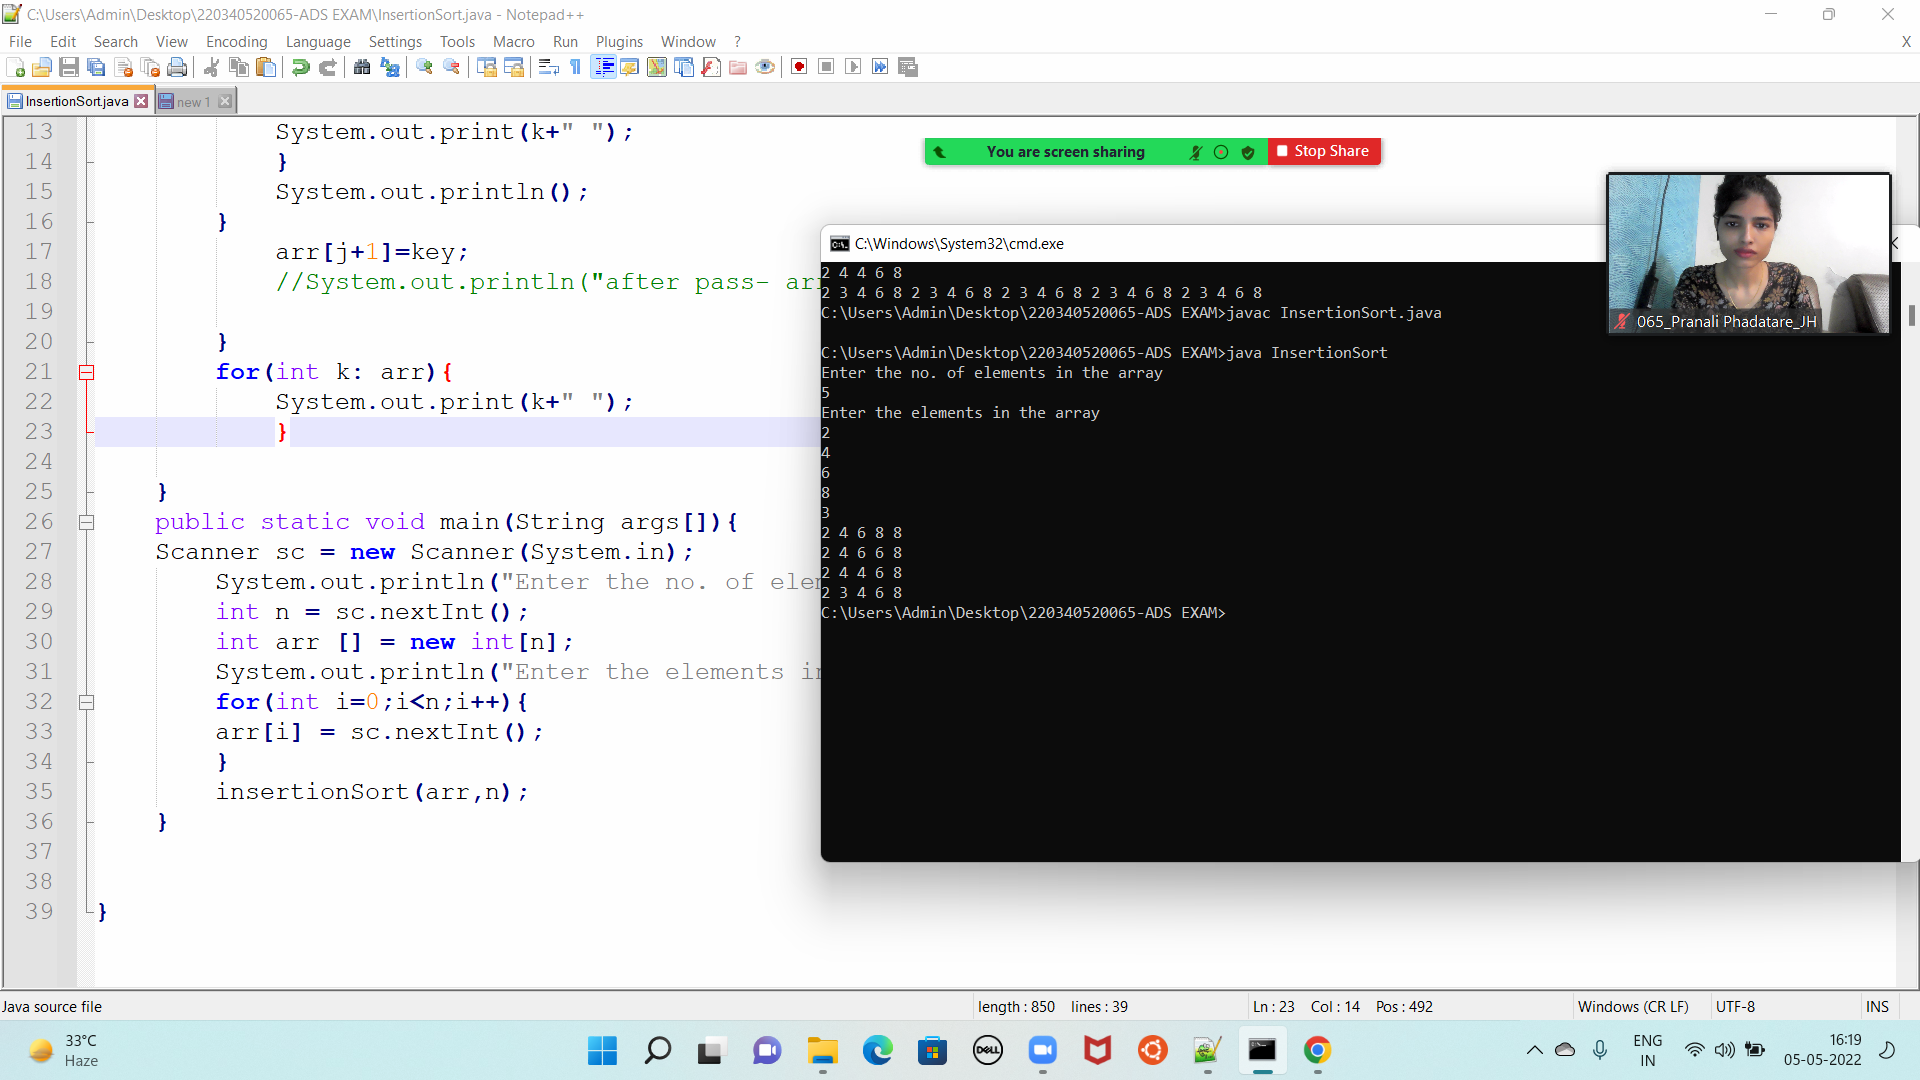 C:\Users\Admin\Desktop\220340520065-ADS EXAM\InsertionSort.java - Notepad++
File Edit Search View Encoding Language Settings Tools Macro Run Plugins Window ? X
InsertionSort.java new 1
13 System.out.print(k+" ");
14 }
15 System.out.println();
16 }
17 arr[j+1]=key;
18 //System.out.println("after pass- ar
19
20 }
21 for(int k: arr){
22 System.out.print(k+" ");
23 }
24
25 }
26 public static void main(String args[]){
27 Scanner sc = new Scanner(System.in);
28 System.out.println("Enter the no. of ele
29 int n = sc.nextInt();
30 int arr [] = new int[n];
31 System.out.println("Enter the elements i
32 for(int i=0;i<n;i++){
33 arr[i] = sc.nextInt();
34 }
35 insertionSort(arr,n);
36 }
37
38
39 }
You are screen sharing Stop Share
065_Pranali Phadatare_JH
C:\Windows\System32\cmd.exe
2 4 4 6 8
2 3 4 6 8 2 3 4 6 8 2 3 4 6 8 2 3 4 6 8 2 3 4 6 8
C:\Users\Admin\Desktop\220340520065-ADS EXAM>javac InsertionSort.java
C:\Users\Admin\Desktop\220340520065-ADS EXAM>java InsertionSort
Enter the no. of elements in the array
5
Enter the elements in the array
2
4
6
8
3
2 4 6 8 8
2 4 6 6 8
2 4 4 6 8
2 3 4 6 8
C:\Users\Admin\Desktop\220340520065-ADS EXAM>
Java source file length : 850 lines : 39 Ln : 23 Col : 14 Pos : 492 Windows (CR LF) UTF-8 INS
33°C
Haze
DELL
ENG
IN
16:19
05-05-2022